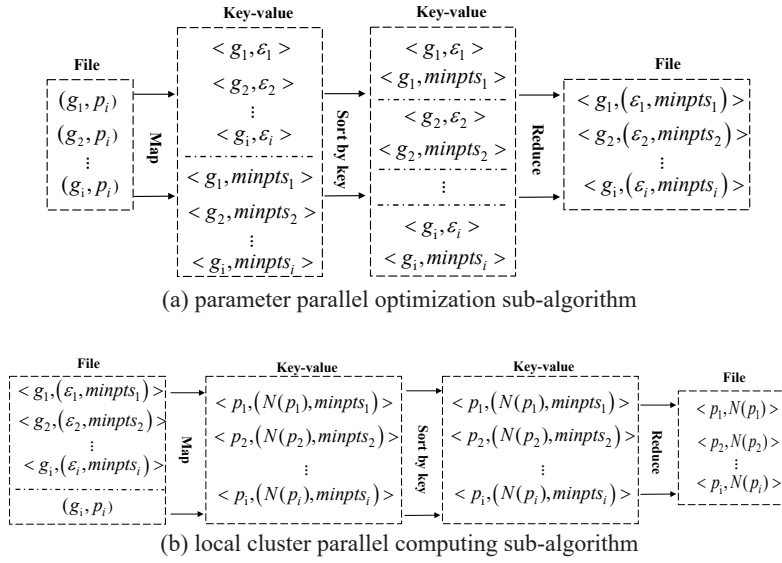 File
(g₁, pᵢ)
(g₂, pᵢ)
⋮
(gᵢ, pᵢ)
Map
Key-value
< g₁, ε₁ >
< g₂, ε₂ >
⋮
< gᵢ, εᵢ >
< g₁, minpts₁ >
< g₂, minpts₂ >
⋮
< gᵢ, minptsᵢ >
Sort by key
Key-value
< g₁, ε₁ >
< g₁, minpts₁ >
< g₂, ε₂ >
< g₂, minpts₂ >
⋮
< gᵢ, εᵢ >
< gᵢ, minptsᵢ >
Reduce
File
< g₁, (ε₁, minpts₁) >
< g₂, (ε₂, minpts₂) >
⋮
< gᵢ, (εᵢ, minptsᵢ) >
(a) parameter parallel optimization sub-algorithm
File
< g₁, (ε₁, minpts₁) >
< g₂, (ε₂, minpts₂) >
⋮
< gᵢ, (εᵢ, minptsᵢ) >
(gᵢ, pᵢ)
Map
Key-value
< p₁, (N(p₁), minpts₁) >
< p₂, (N(p₂), minpts₂) >
⋮
< pᵢ, (N(pᵢ), minptsᵢ) >
Sort by key
Key-value
< p₁, (N(p₁), minpts₁) >
< p₂, (N(p₂), minpts₂) >
⋮
< pᵢ, (N(pᵢ), minptsᵢ) >
Reduce
File
< p₁, N(p₁) >
< p₂, N(p₂) >
⋮
< pᵢ, N(pᵢ) >
(b) local cluster parallel computing sub-algorithm